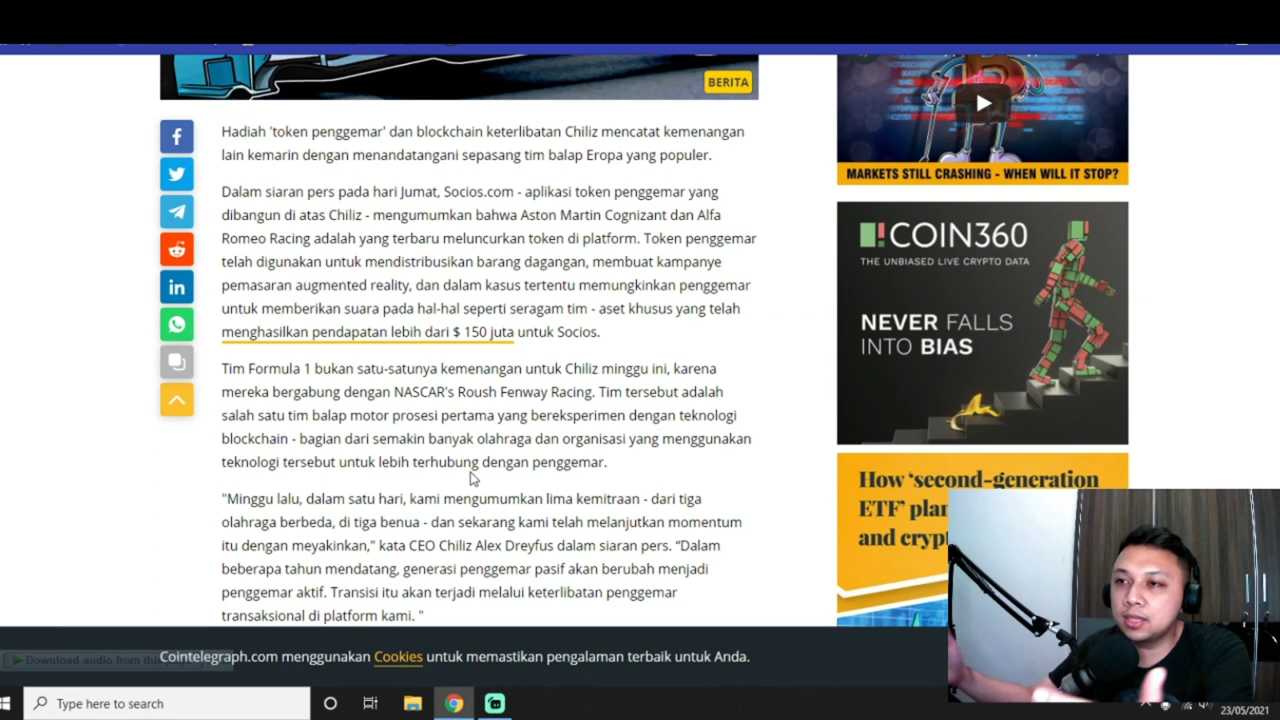 BERITA
Hadiah 'token penggemar' dan blockchain keterlibatan Chiliz mencatat kemenangan
lain kemarin dengan menandatangani sepasang tim balap Eropa yang populer.
Dalam siaran pers pada hari Jumat, Socios.com - aplikasi token penggemar yang
dibangun di atas Chiliz - mengumumkan bahwa Aston Martin Cognizant dan Alfa
Romeo Racing adalah yang terbaru meluncurkan token di platform. Token penggemar
telah digunakan untuk mendistribusikan barang dagangan, membuat kampanye
pemasaran augmented reality, dan dalam kasus tertentu memungkinkan penggemar
untuk memberikan suara pada hal-hal seperti seragam tim - aset khusus yang telah
menghasilkan pendapatan lebih dari $ 150 juta untuk Socios.
Tim Formula 1 bukan satu-satunya kemenangan untuk Chiliz minggu ini, karena
mereka bergabung dengan NASCAR's Roush Fenway Racing. Tim tersebut adalah
salah satu tim balap motor prosesi pertama yang bereksperimen dengan teknologi
blockchain - bagian dari semakin banyak olahraga dan organisasi yang menggunakan
teknologi tersebut untuk lebih terhubung dengan penggemar.
"Minggu lalu, dalam satu hari, kami mengumumkan lima kemitraan - dari tiga
olahraga berbeda, di tiga benua - dan sekarang kami telah melanjutkan momentum
itu dengan meyakinkan," kata CEO Chiliz Alex Dreyfus dalam siaran pers. “Dalam
beberapa tahun mendatang, generasi penggemar pasif akan berubah menjadi
penggemar aktif. Transisi itu akan terjadi melalui keterlibatan penggemar
transaksional di platform kami. "
MARKETS STILL CRASHING - WHEN WILL IT STOP?
COIN360
THE UNBIASED LIVE CRYPTO DATA
NEVER FALLS
INTO BIAS
How ‘second-generation
ETF’ plan
and cryp
Download audio from this pag
Cointelegraph.com menggunakan Cookies untuk memastikan pengalaman terbaik untuk Anda.
Type here to search
23/05/2021